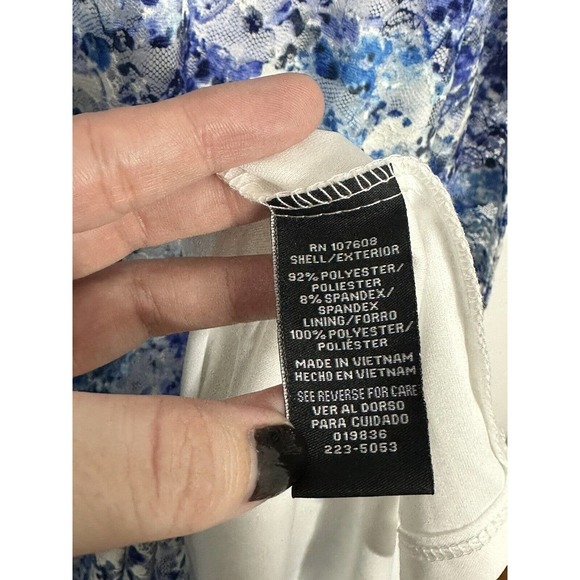 RN 107608
SHELL/EXTERIOR
92% POLYESTER/
POLIESTER
8% SPANDEX/
SPANDEX
LINING/FORRO
100% POLYESTER/
POLIÉSTER
MADE IN VIETNAM
HECHO EN VIETNAM
SEE REVERSE FOR CARE
VER AL DORSO
PARA CUIDADO
019836
223-5053